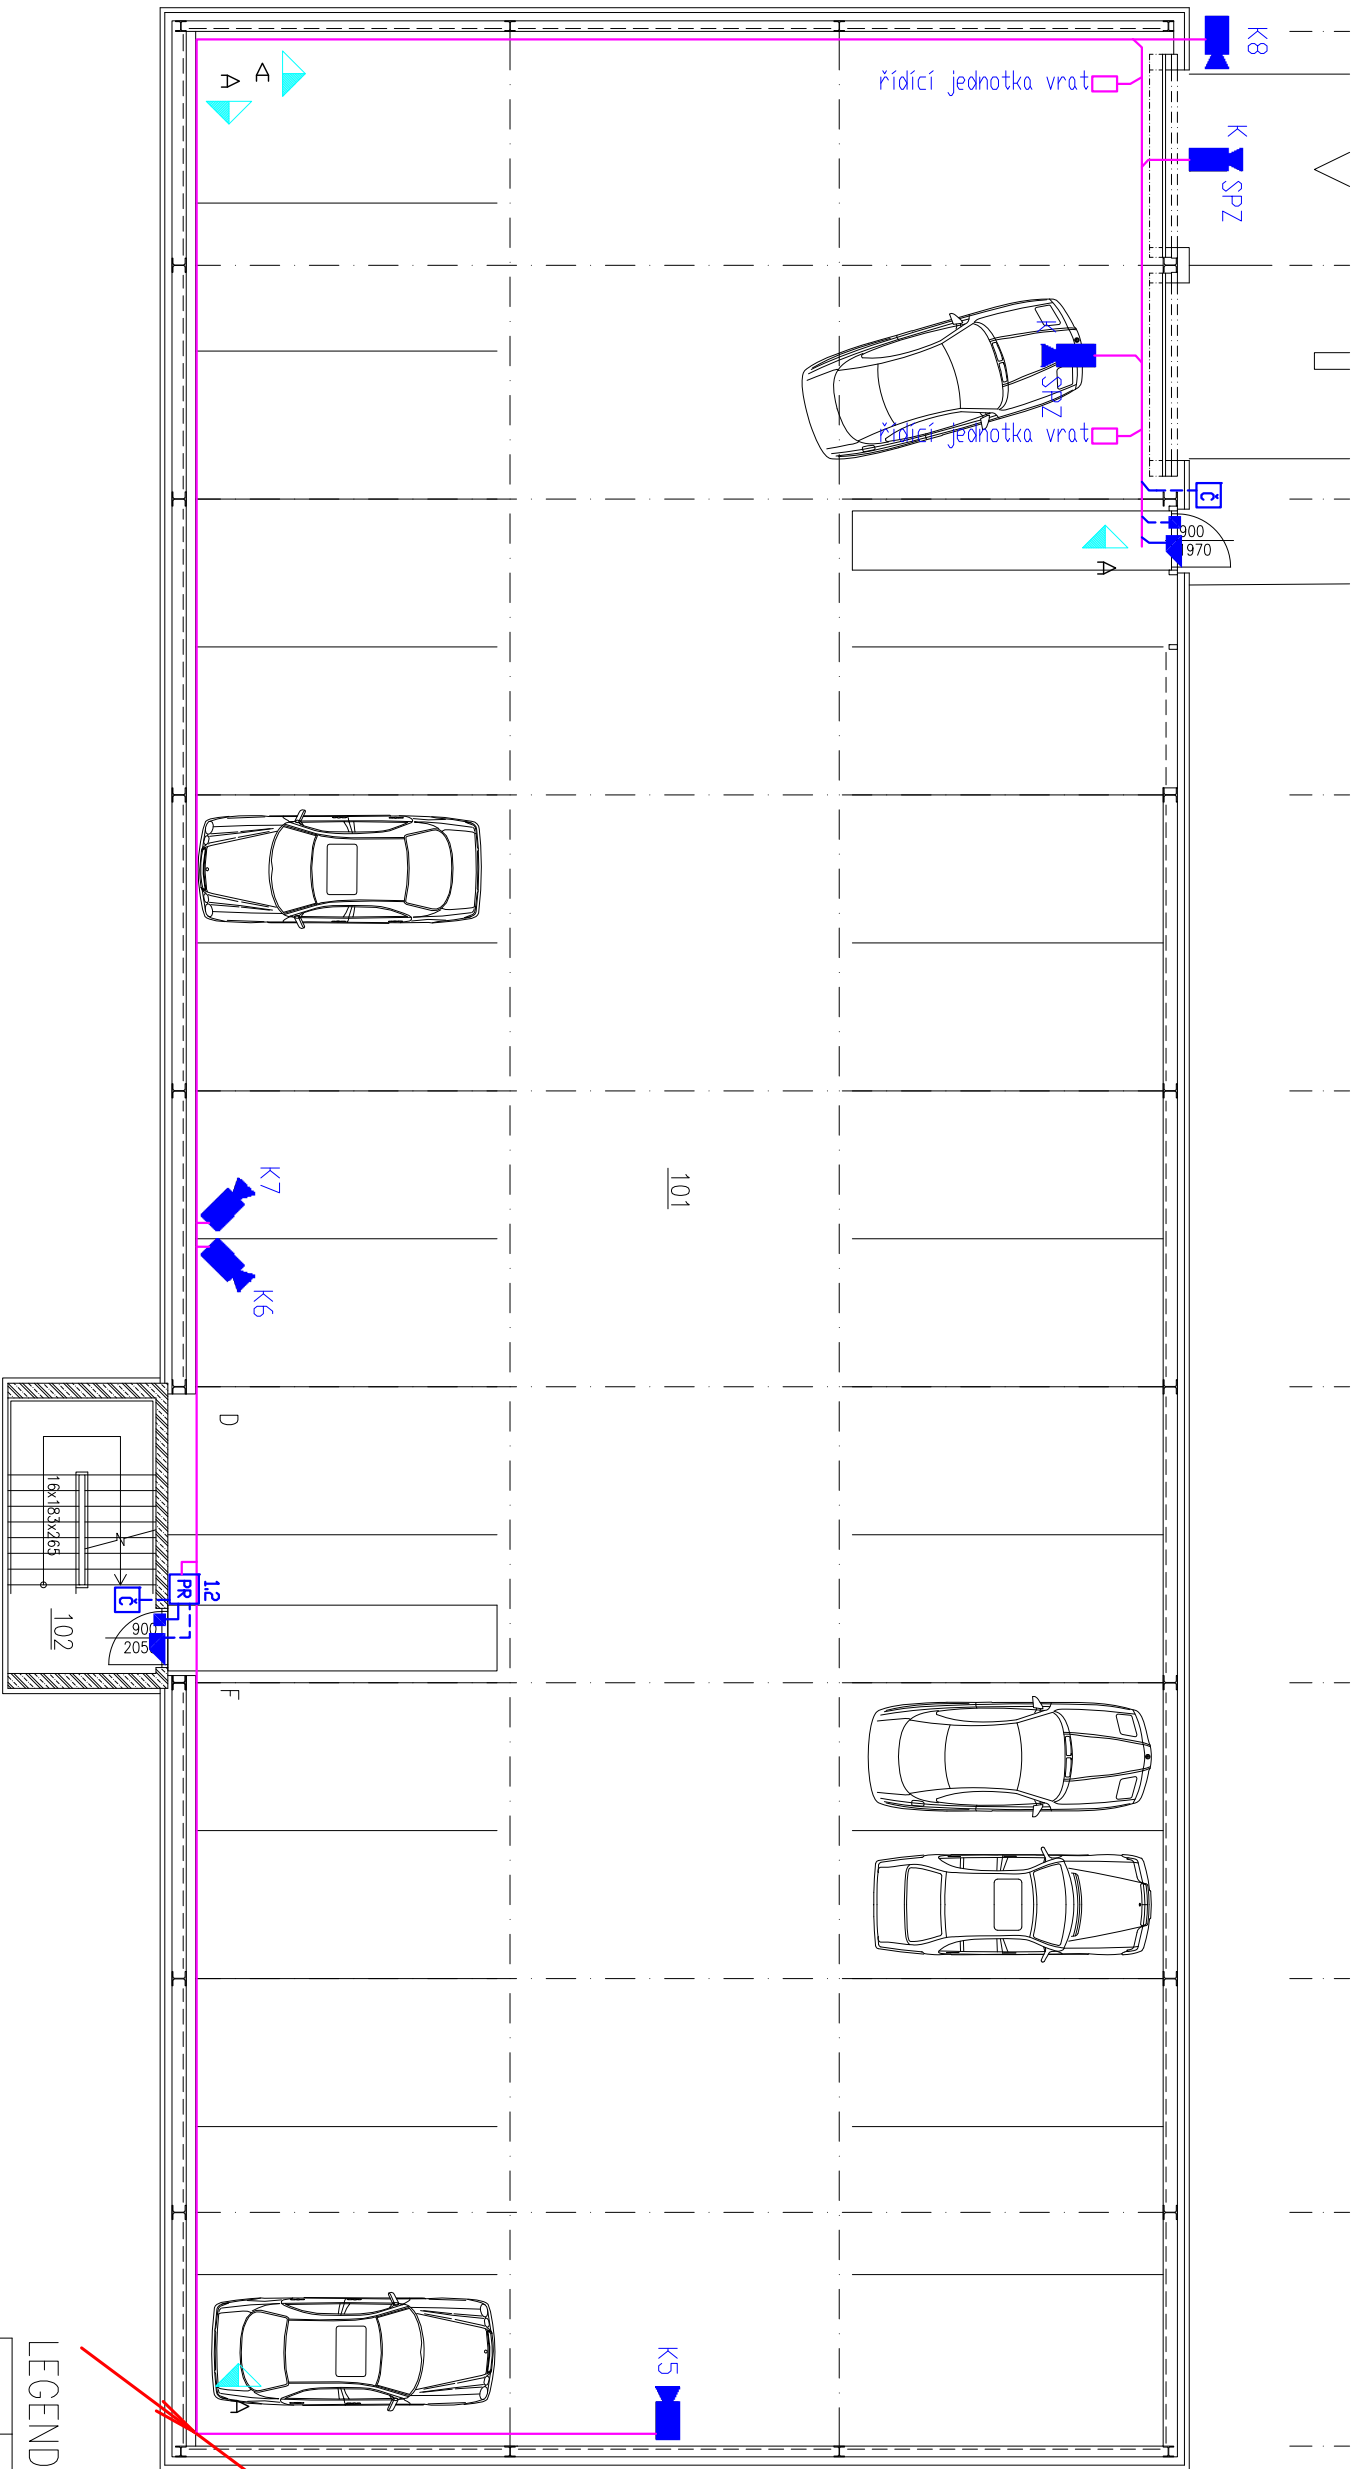 K8
A
A
řídící jednotka vrat
K
SPZ
K
SPZ
řídící jednotka vrat
Č
900
1970
A
K7
101
K6
D
16x183x265
1.2
PR
Č
102
900
205
F
K5
A
LEGEND